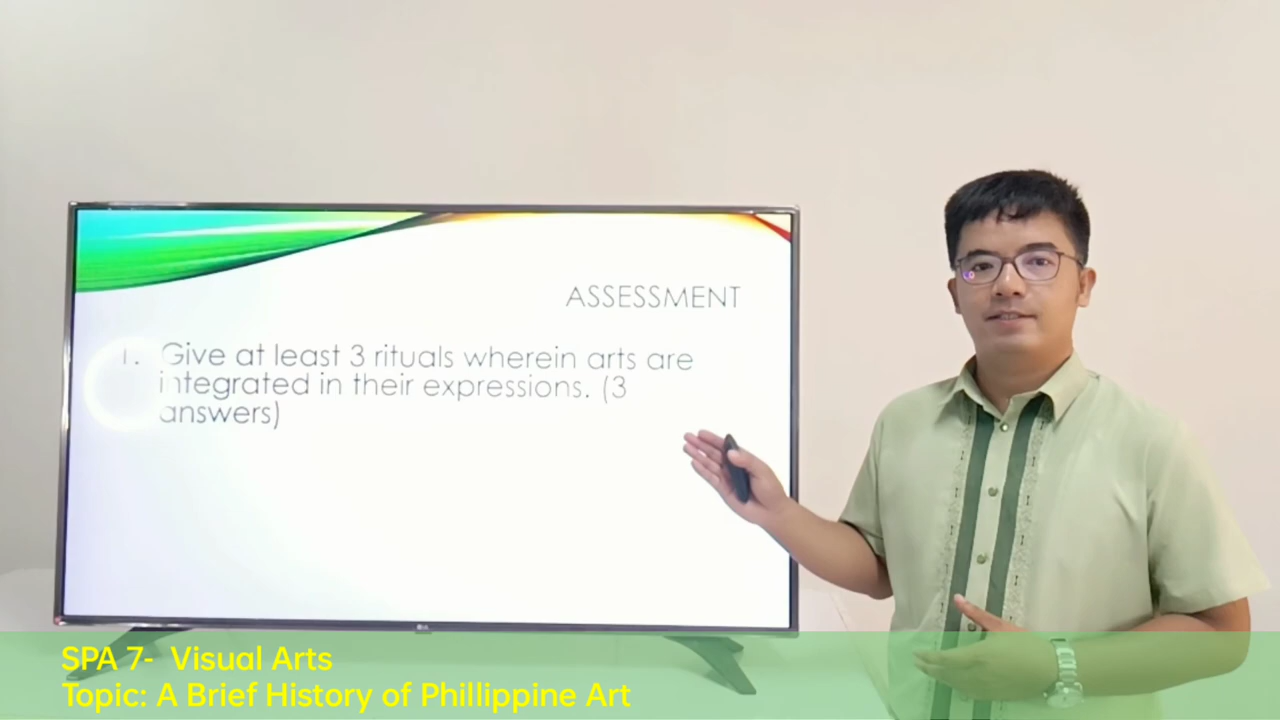 ASSESSMENT
1. Give at least 3 rituals wherein arts are
integrated in their expressions. (3
answers)
LG
SPA 7- Visual Arts
Topic: A Brief History of Phillippine Art